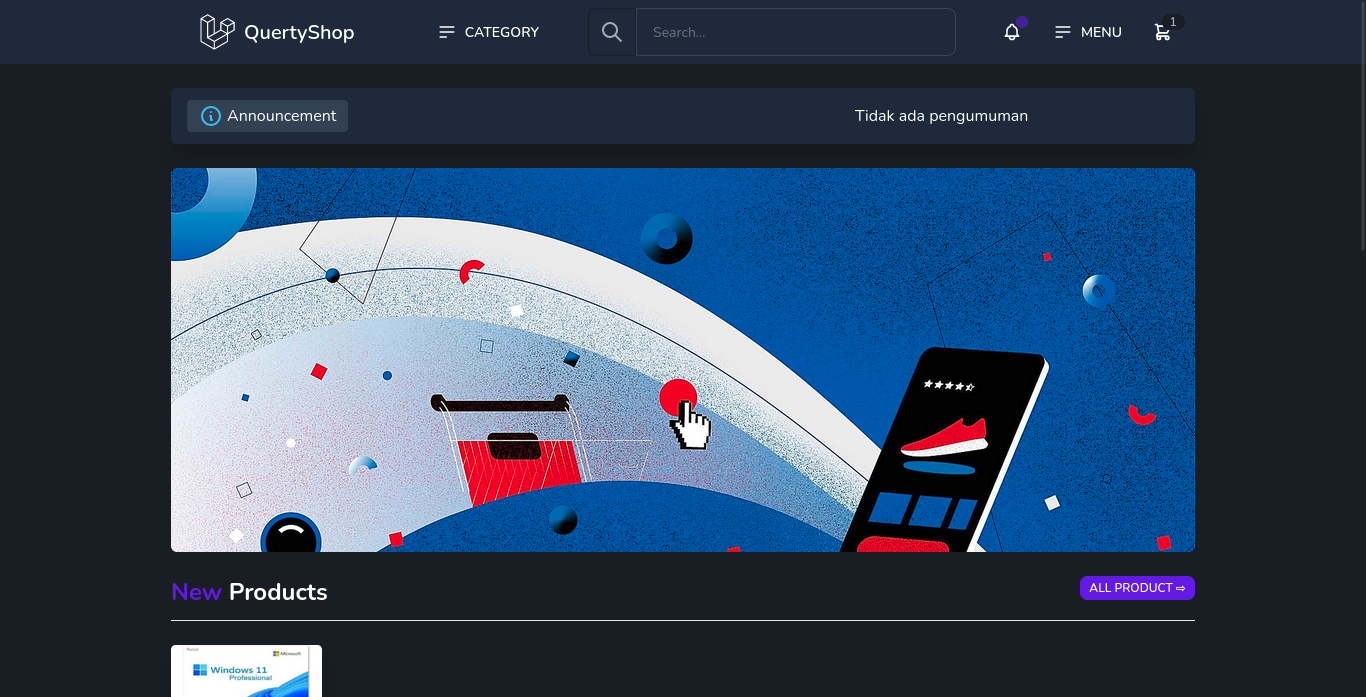 QuertyShop
CATEGORY
Search...
MENU
1
Announcement
Tidak ada pengumuman
New Products
ALL PRODUCT ⇨
Microsoft
Windows 11
Professional